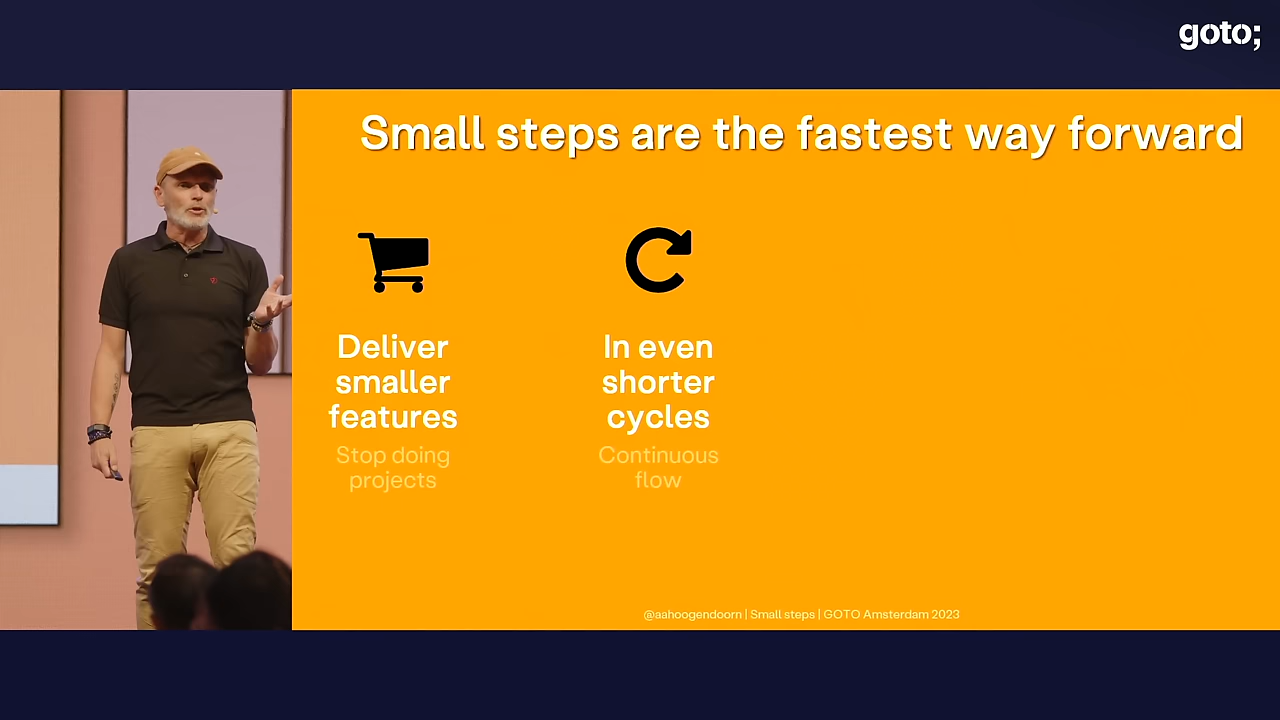 goto;
Small steps are the fastest way forward
Deliver
smaller
features
Stop doing
projects
In even
shorter
cycles
Continuous
flow
@aahoogendoorn | Small steps | GOTO Amsterdam 2023